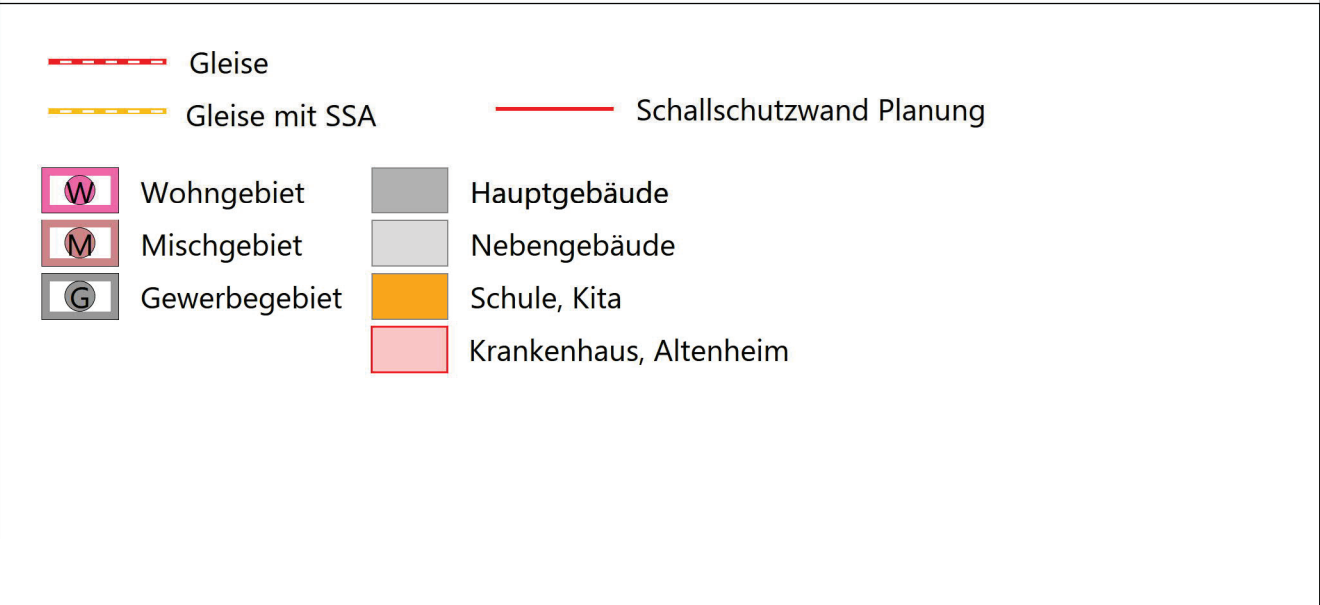 Gleise
Gleise mit SSA
Schallschutzwand Planung
W Wohngebiet
M Mischgebiet
G Gewerbegebiet
Hauptgebäude
Nebengebäude
Schule, Kita
Krankenhaus, Altenheim